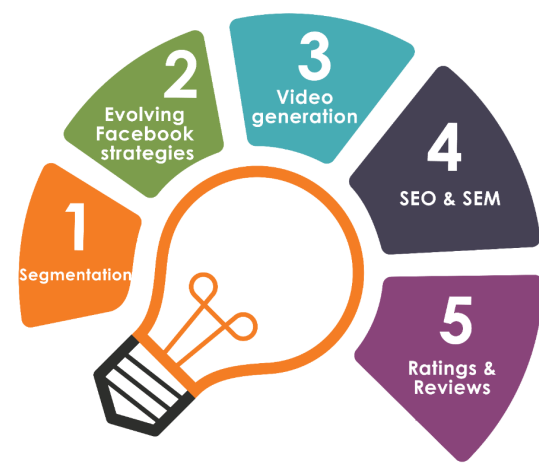 1
Segmentation
2
Evolving
Facebook
strategies
3
Video
generation
4
SEO & SEM
5
Ratings &
Reviews